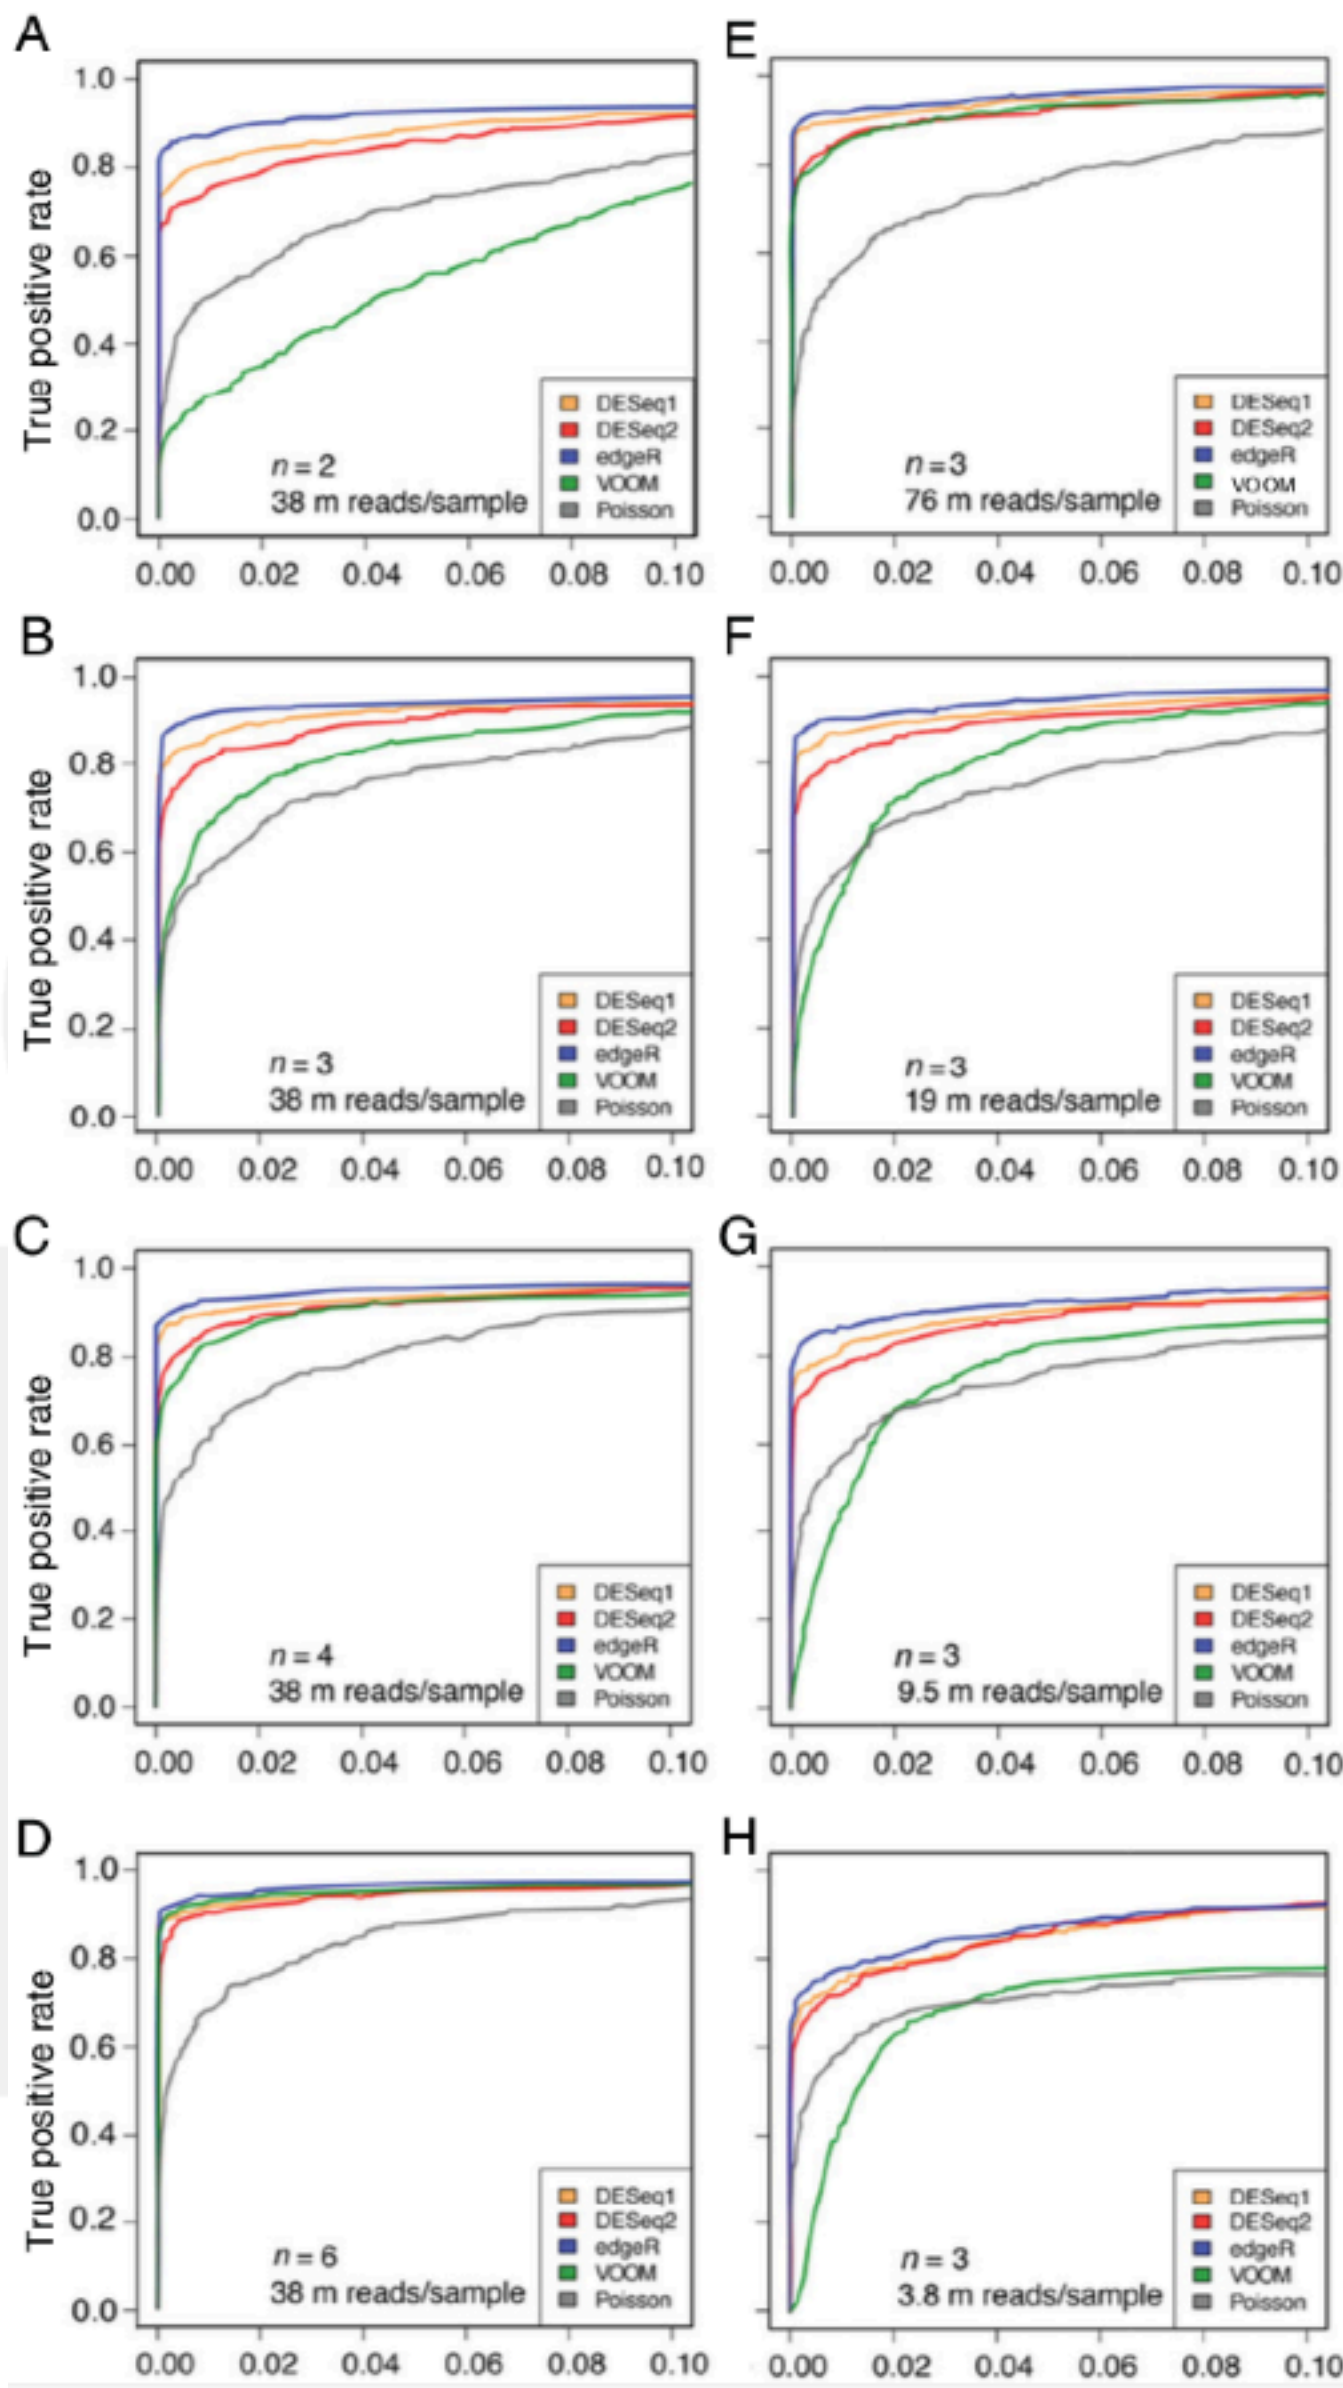 A
True positive rate
1.0
0.8
0.6
0.4
0.2
0.0
DESeq1
DESeq2
edgeR
VOOM
Poisson
n = 2
38 m reads/sample
0.00 0.02 0.04 0.06 0.08 0.10
E
DESeq1
DESeq2
edgeR
VOOM
Poisson
n = 3
76 m reads/sample
0.00 0.02 0.04 0.06 0.08 0.10
B
True positive rate
1.0
0.8
0.6
0.4
0.2
0.0
DESeq1
DESeq2
edgeR
VOOM
Poisson
n = 3
38 m reads/sample
0.00 0.02 0.04 0.06 0.08 0.10
F
DESeq1
DESeq2
edgeR
VOOM
Poisson
n = 3
19 m reads/sample
0.00 0.02 0.04 0.06 0.08 0.10
C
True positive rate
1.0
0.8
0.6
0.4
0.2
0.0
DESeq1
DESeq2
edgeR
VOOM
Poisson
n = 4
38 m reads/sample
0.00 0.02 0.04 0.06 0.08 0.10
G
DESeq1
DESeq2
edgeR
VOOM
Poisson
n = 3
9.5 m reads/sample
0.00 0.02 0.04 0.06 0.08 0.10
D
True positive rate
1.0
0.8
0.6
0.4
0.2
0.0
DESeq1
DESeq2
edgeR
VOOM
Poisson
n = 6
38 m reads/sample
0.00 0.02 0.04 0.06 0.08 0.10
H
DESeq1
DESeq2
edgeR
VOOM
Poisson
n = 3
3.8 m reads/sample
0.00 0.02 0.04 0.06 0.08 0.10